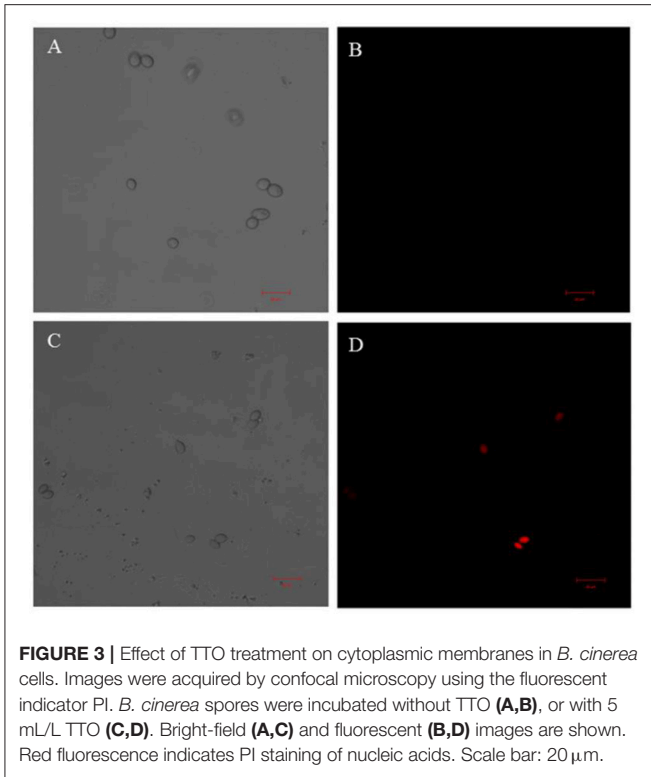 A
B
C
D
FIGURE 3 | Effect of TTO treatment on cytoplasmic membranes in B. cinerea
cells. Images were acquired by confocal microscopy using the fluorescent
indicator PI. B. cinerea spores were incubated without TTO (A,B), or with 5
mL/L TTO (C,D). Bright-field (A,C) and fluorescent (B,D) images are shown.
Red fluorescence indicates PI staining of nucleic acids. Scale bar: 20 μm.